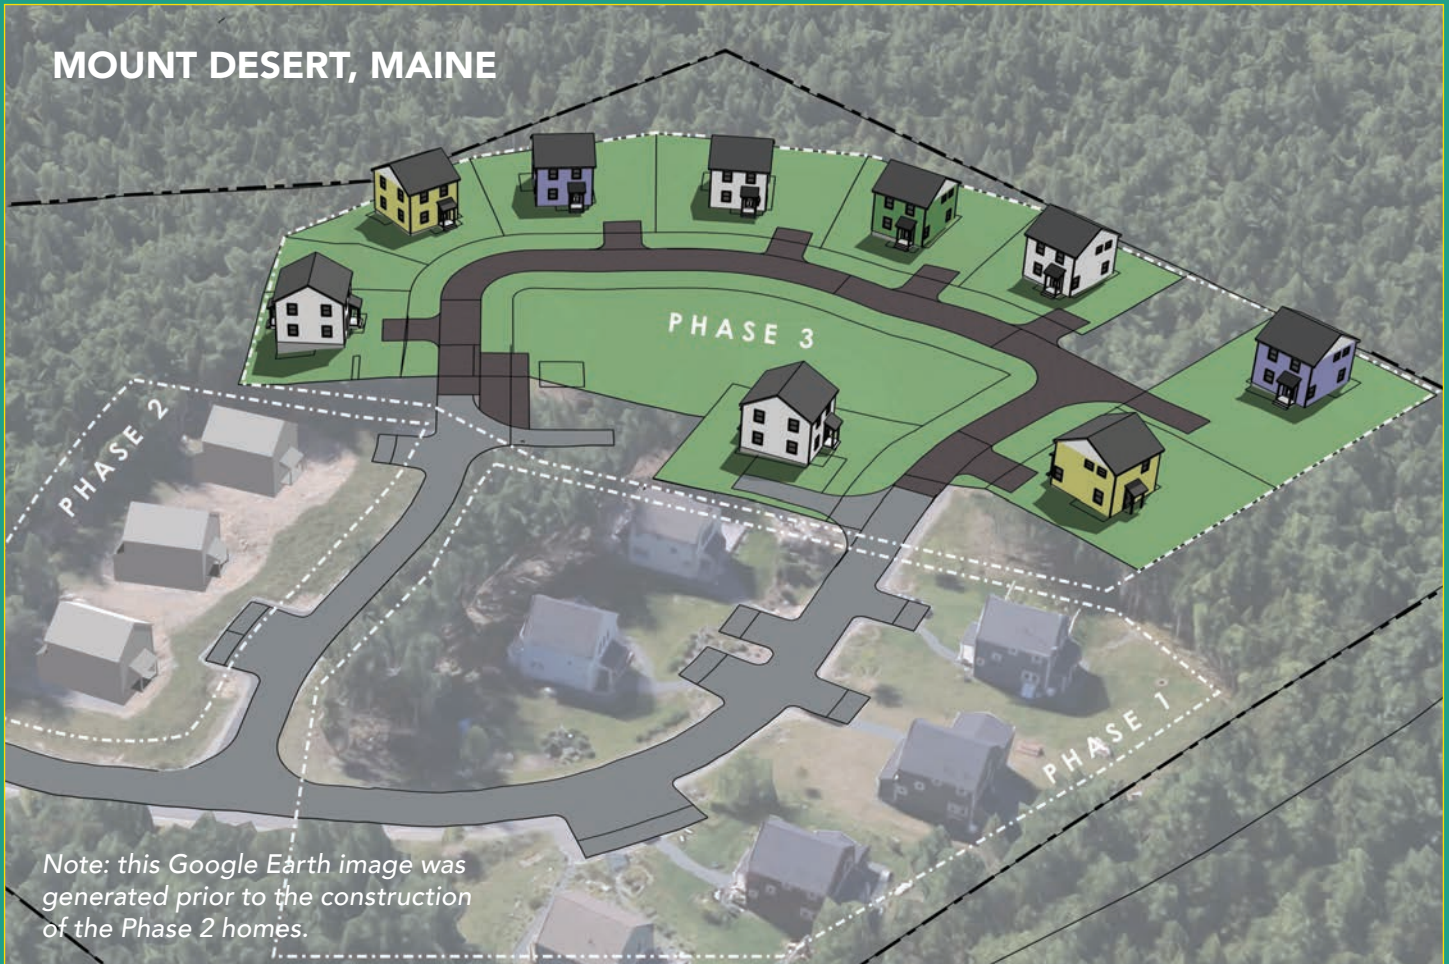 MOUNT DESERT, MAINE
PHASE 3
PHASE 2
PHASE 1
Note: this Google Earth image was
generated prior to the construction
of the Phase 2 homes.